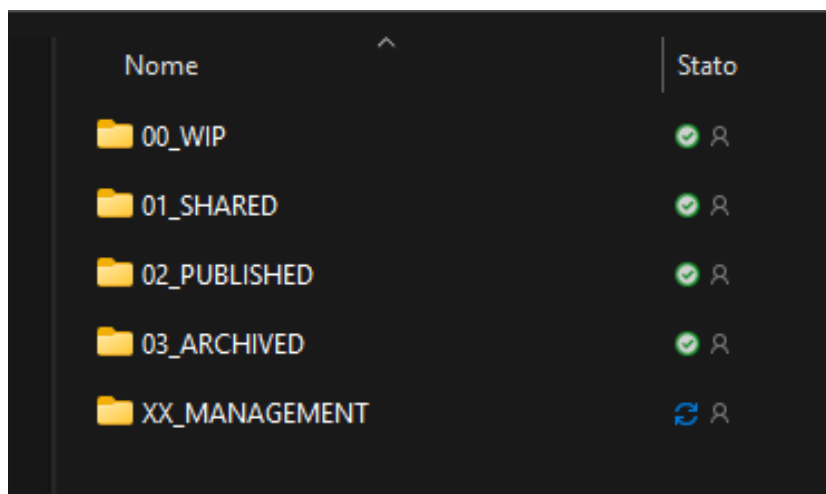 Nome Stato
00_WIP
01_SHARED
02_PUBLISHED
03_ARCHIVED
XX_MANAGEMENT